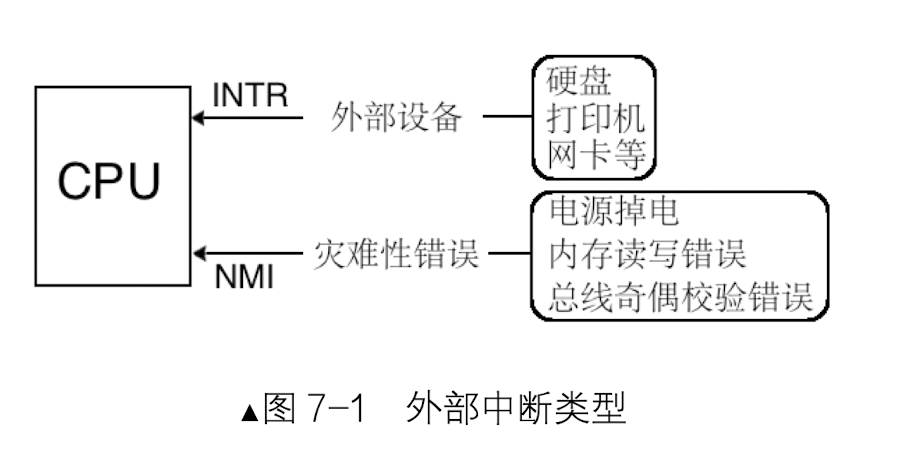 CPU
INTR
外部设备
硬盘
打印机
网卡等
NMI
灾难性错误
电源掉电
内存读写错误
总线奇偶校验错误
▲图 7-1 外部中断类型